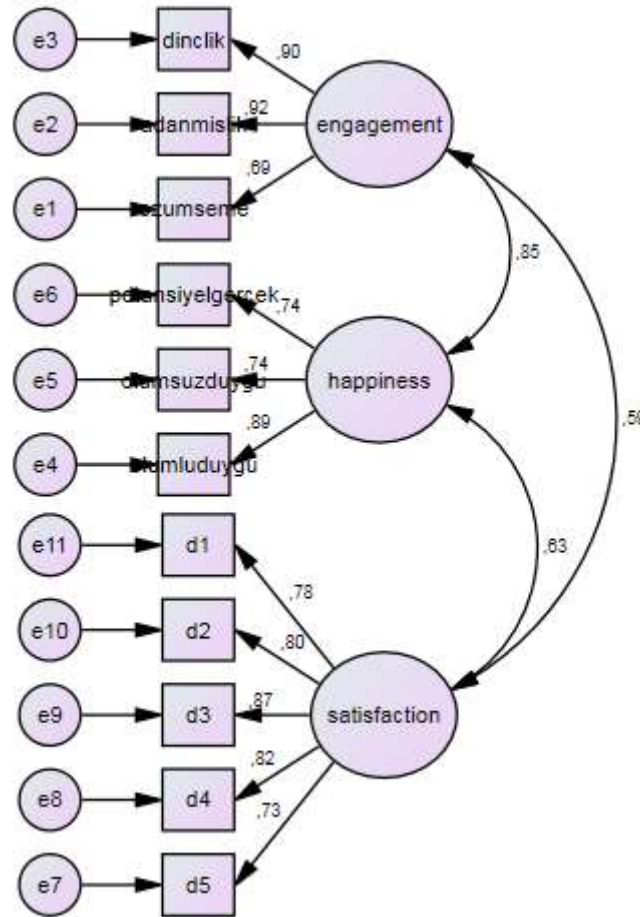 e3
dinclik
,90
e2
,92
engagement
e1
,69
e6
,74
,85
e5
,74
happiness
e4
olumluduygu
,89
e11
d1
,78
,63
e10
d2
,80
e9
d3
,87
satisfaction
e8
d4
,82
,73
e7
d5